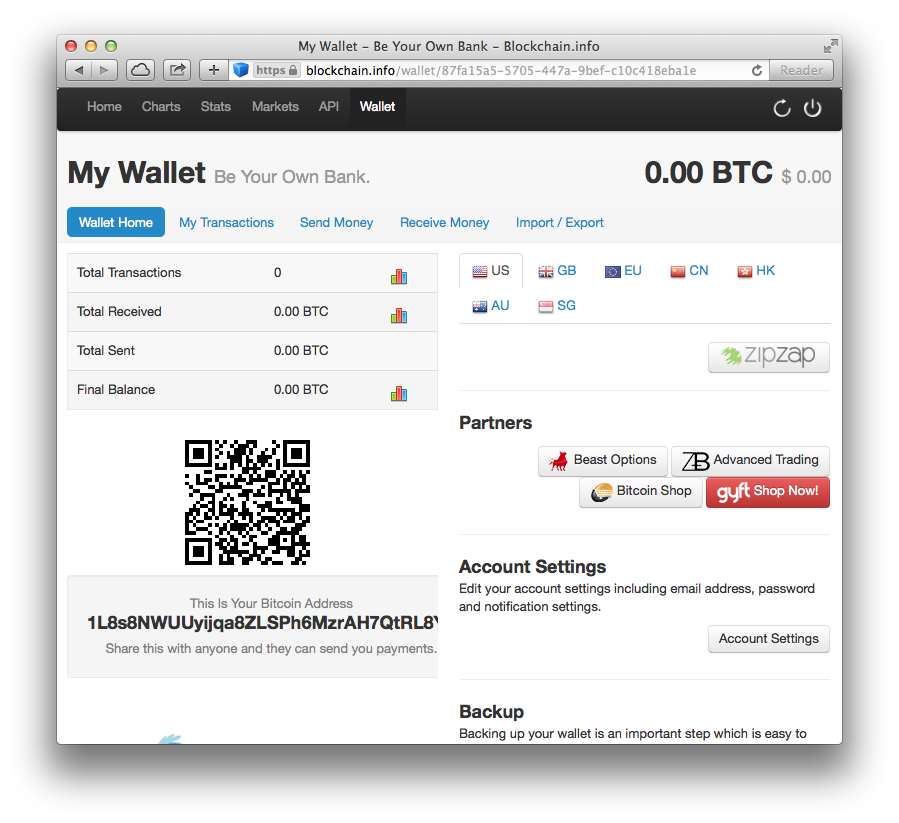 My Wallet – Be Your Own Bank – Blockchain.info
https blockchain.info/wallet/87fa15a5-5705-447a-9bef-c10c418eba1e Reader
Home Charts Stats Markets API Wallet
My Wallet Be Your Own Bank. 0.00 BTC $ 0.00
Wallet Home My Transactions Send Money Receive Money Import / Export
Total Transactions 0
Total Received 0.00 BTC
Total Sent 0.00 BTC
Final Balance 0.00 BTC
This Is Your Bitcoin Address
1L8s8NWUUyijqa8ZLSPh6MzrAH7QtRL8Y
Share this with anyone and they can send you payments.
US GB EU CN HK
AU SG
zipzap
Partners
Beast Options ZB Advanced Trading
Bitcoin Shop gyft Shop Now!
Account Settings
Edit your account settings including email address, password
and notification settings.
Account Settings
Backup
Backing up your wallet is an important step which is easy to